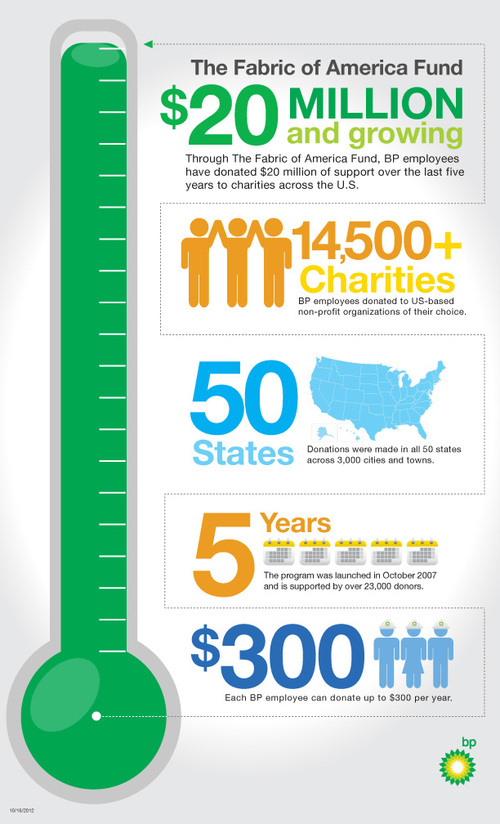 The Fabric of America Fund
$20 MILLION
and growing
Through The Fabric of America Fund, BP employees
have donated $20 million of support over the last five
years to charities across the U.S.
14,500+
Charities
BP employees donated to US-based
non-profit organizations of their choice.
50
States
Donations were made in all 50 states
across 3,000 cities and towns.
5 Years
The program was launched in October 2007
and is supported by over 23,000 donors.
$300
Each BP employee can donate up to $300 per year.
bp
10/16/2012